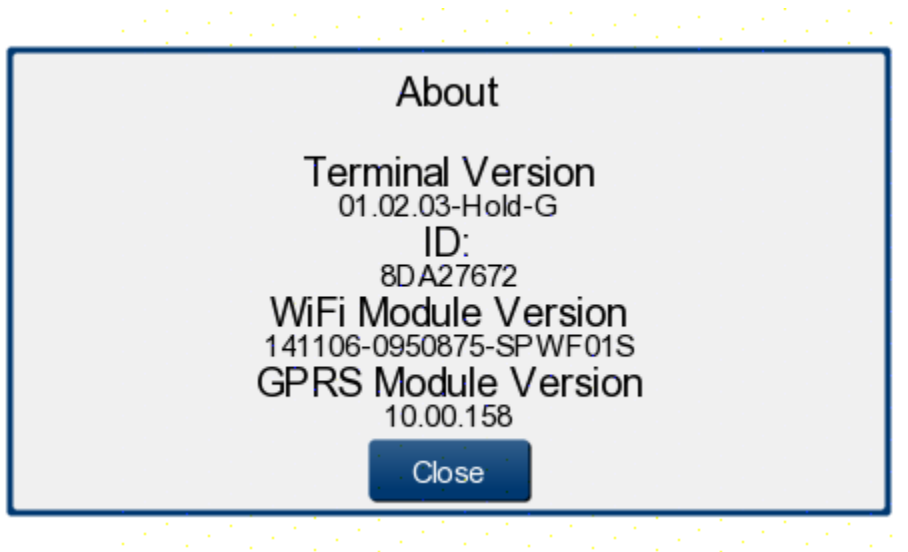 About
Terminal Version
01.02.03-Hold-G
ID:
8DA27672
WiFi Module Version
141106-0950875-SPWF01S
GPRS Module Version
10.00.158
Close